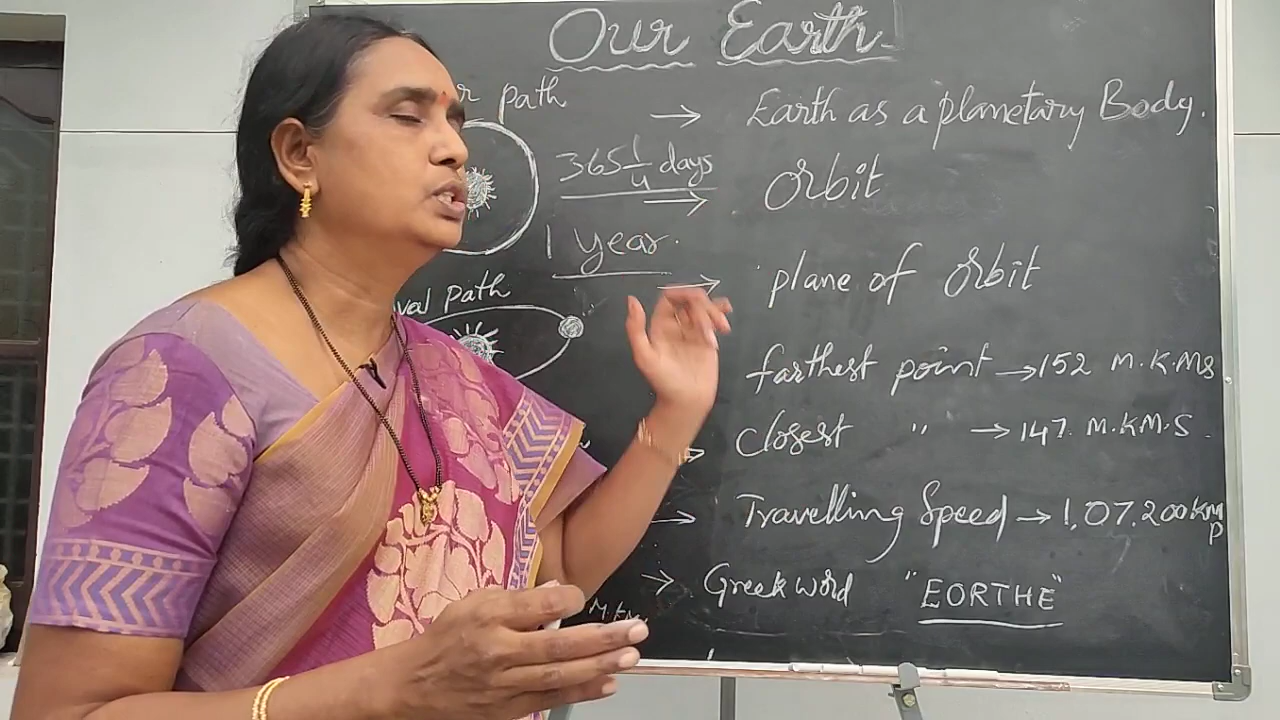 Our Earth
path
→ Earth as a planetary Body.
365 1/4 days
→ Orbit
1 year.
→ plane of Orbit
val path
farthest point → 152 M.K.Ms
Closest " → 147. M.KM.S.
→ Travelling Speed → 1,07,200 KM
P
→ Greek word "EORTHE"